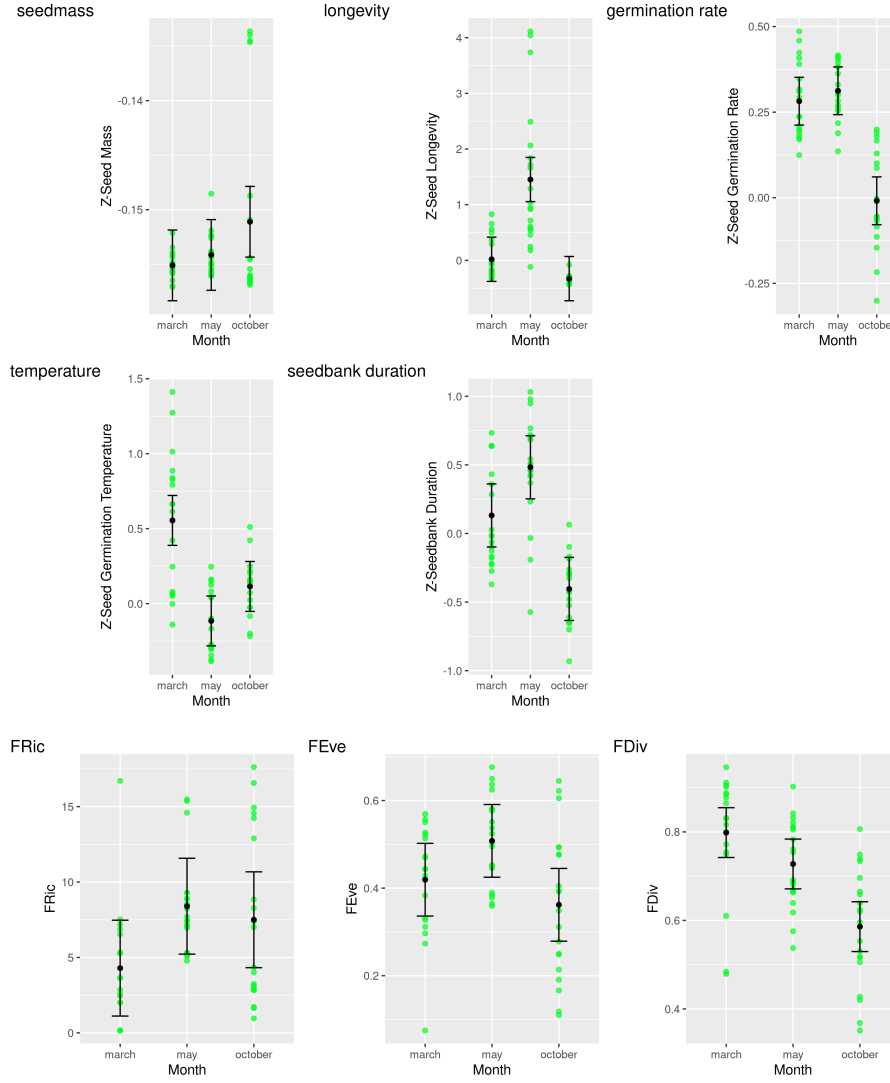 seedmass
longevity
germination rate
Z-Seed Mass
-0.14
-0.15
march may october
Month
Z-Seed Longevity
4
3
2
1
0
march may october
Month
Z-Seed Germination Rate
0.50
0.25
0.00
-0.25
march may octobe
Month
temperature
seedbank duration
Z-Seed Germination Temperature
1.5
1.0
0.5
0.0
march may october
Month
Z-Seedbank Duration
1.0
0.5
0.0
-0.5
-1.0
march may october
Month
FRic
FEve
FDiv
FRic
15
10
5
0
march may october
Month
FEve
0.6
0.4
0.2
march may october
Month
FDiv
0.8
0.6
0.4
march may october
Month